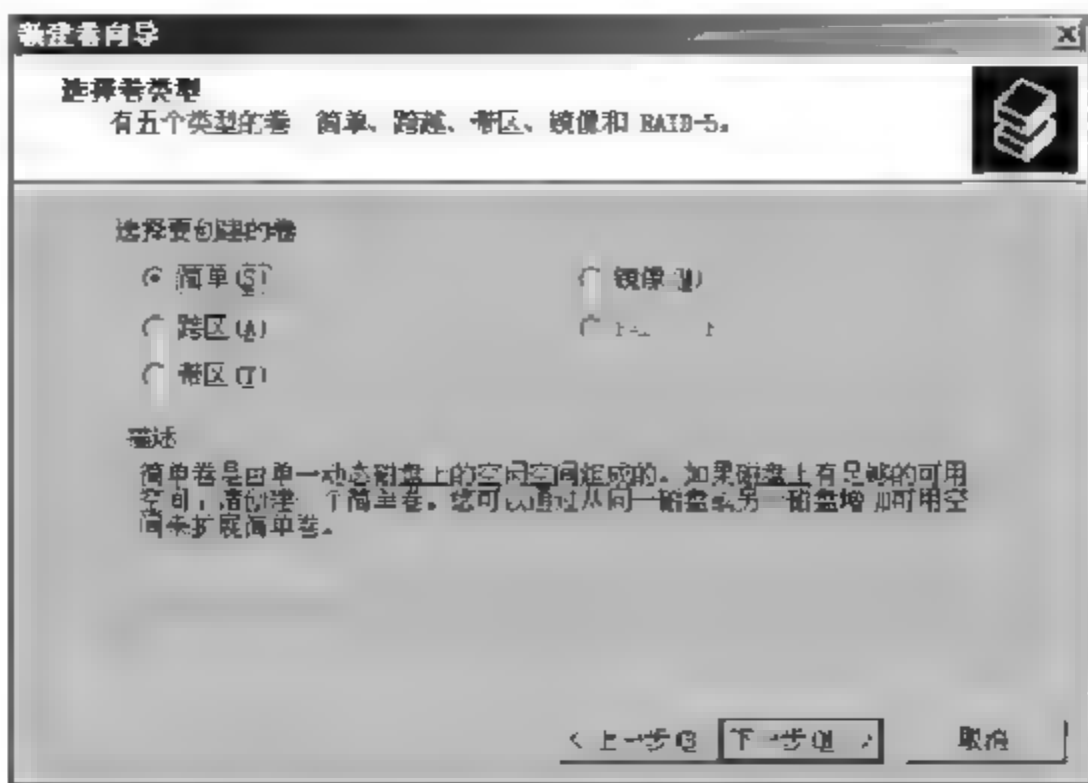 新建卷向导
选择卷类型
有五个类型的卷 简单、跨越、带区、镜像和 RAID-5。
选择要创建的卷
简单(S)
跨区(A)
带区(T)
镜像(M)
描述
简单卷是由单一动态磁盘上的空闲空间组成的。如果磁盘上有足够的可用
空间,请创建一个简单卷。您可以通过从同一磁盘或另一磁盘增加可用空
间来扩展简单卷。
< 上一步(B) 下一步(N) > 取消